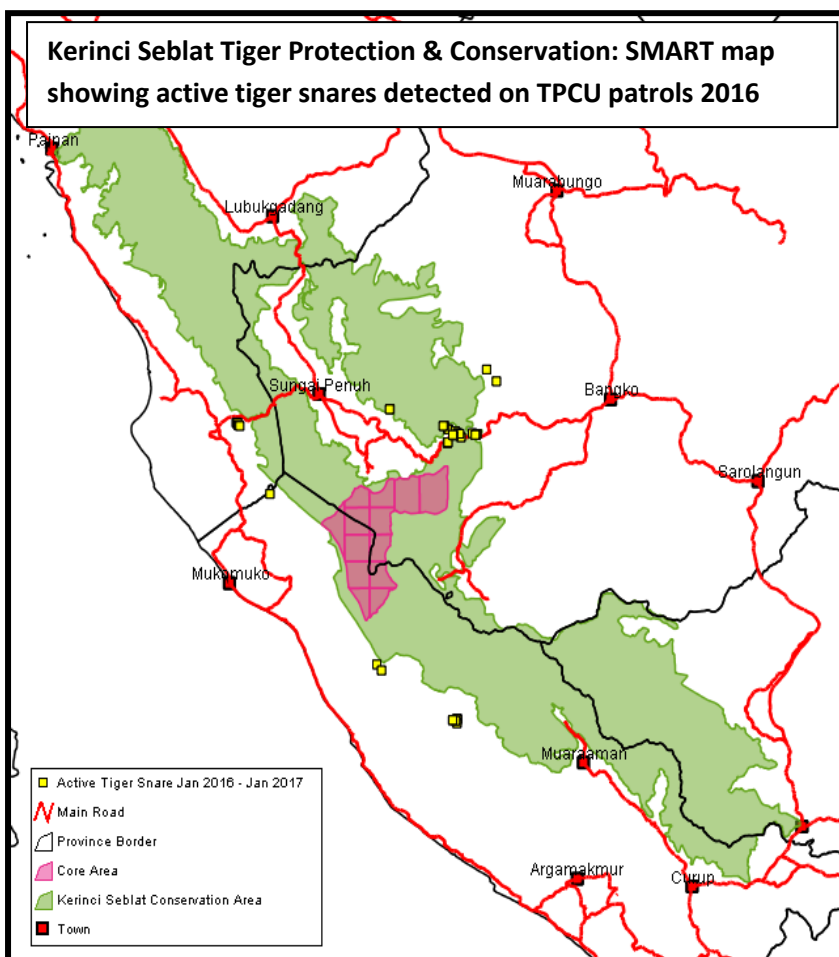 Kerinci Seblat Tiger Protection & Conservation: SMART map
showing active tiger snares detected on TPCU patrols 2016
Painan
Muarabungo
Lubukgadang
Sungai Penuh
Bangko
Sarolangun
Mukomuko
Muaraaman
Argamakmur
Curup
Active Tiger Snare Jan 2016 - Jan 2017
Main Road
Province Border
Core Area
Kerinci Seblat Conservation Area
Town